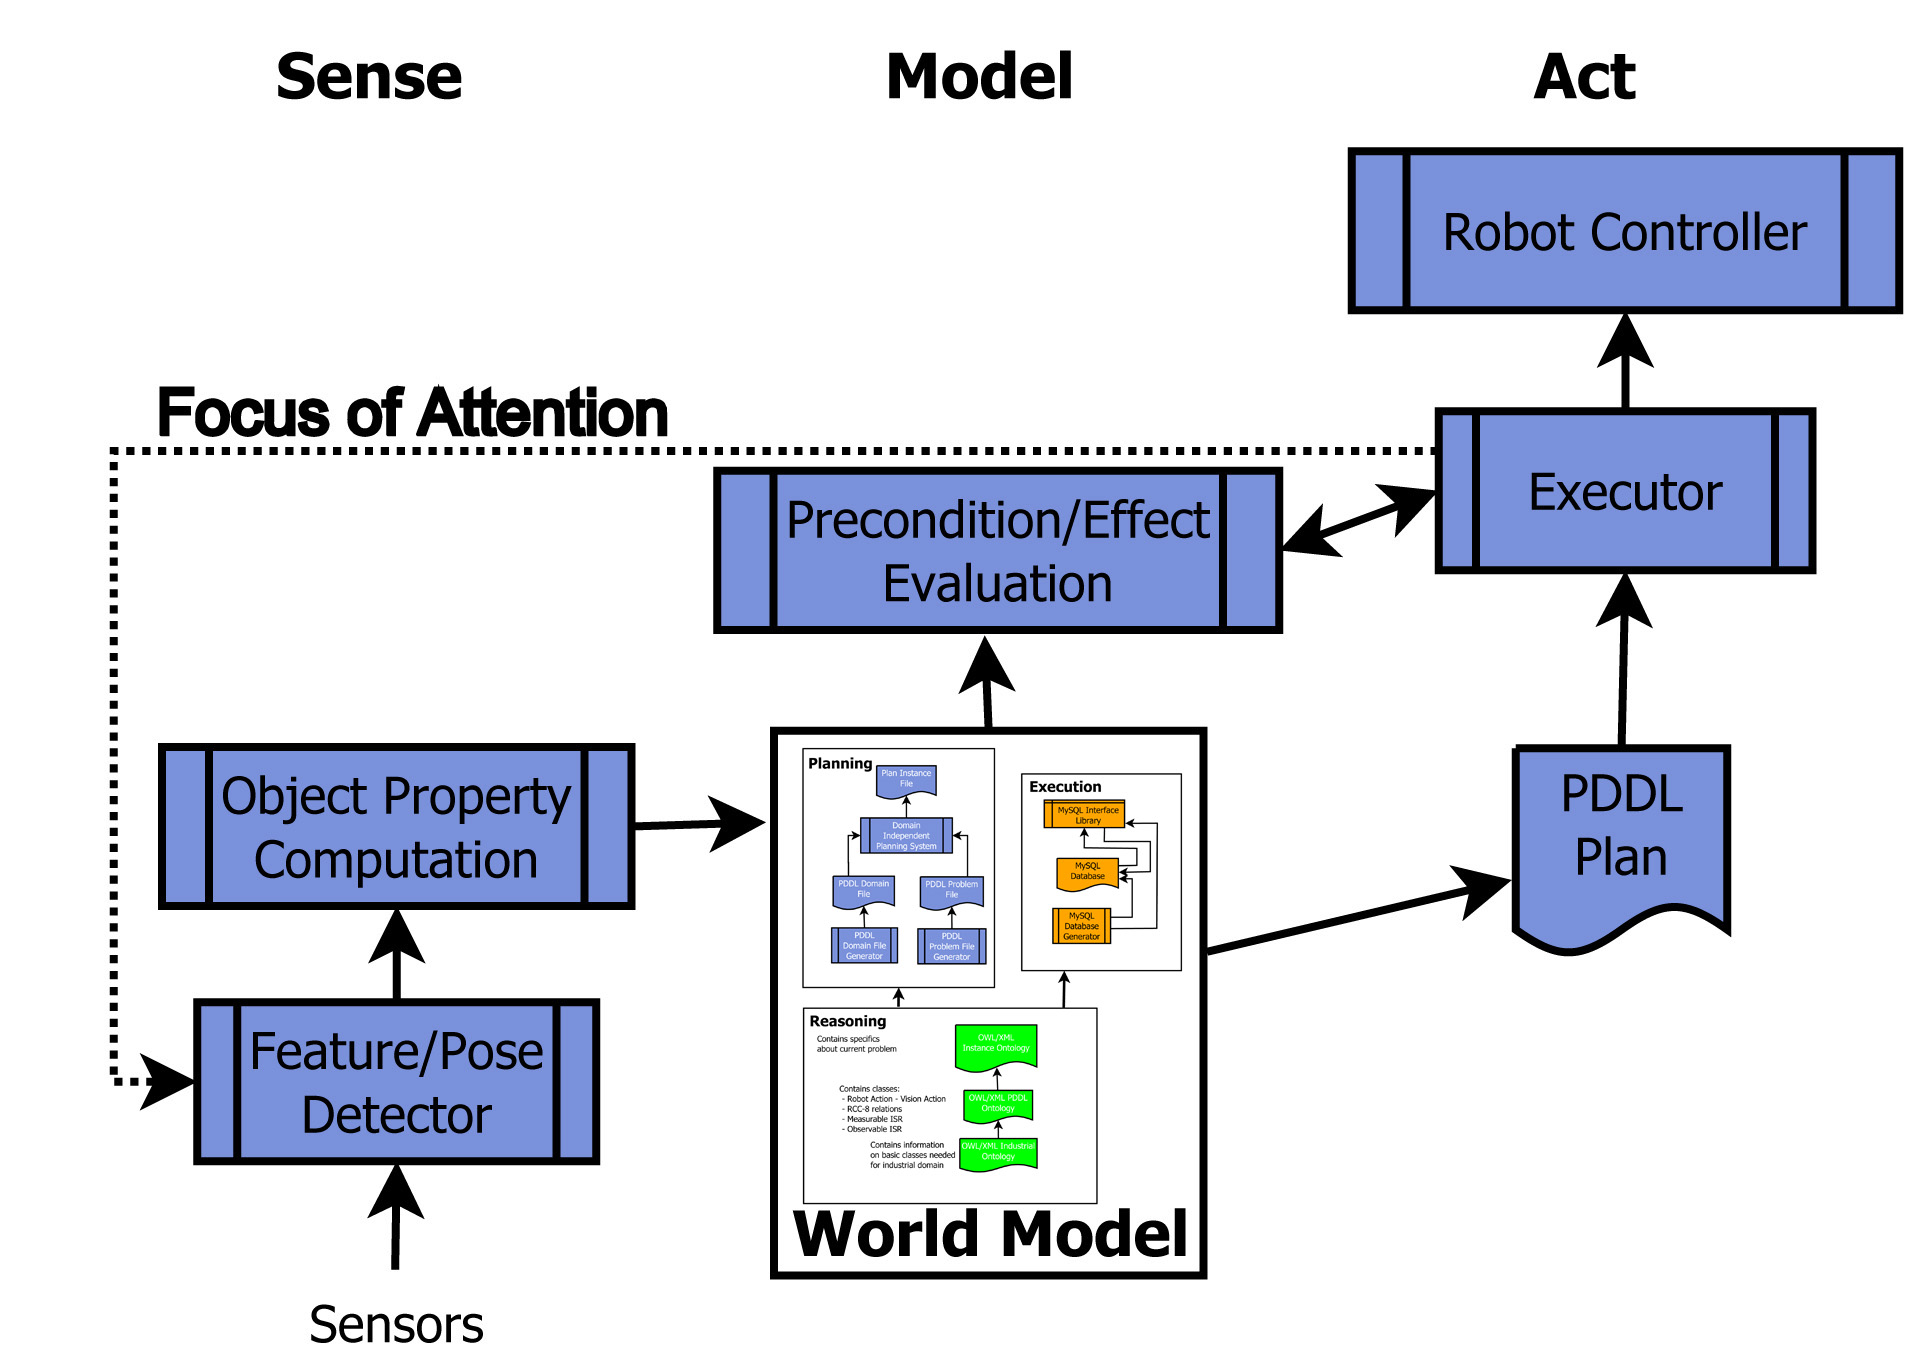 Sense
Model
Act
Robot Controller
Focus of Attention
Precondition/Effect
Evaluation
Executor
Object Property
Computation
Feature/Pose
Detector
Sensors
Planning
Plan Instance
File
Domain
Independent
Planning System
PDDL Domain
File
PDDL Problem
File
PDDL
Domain File
Generator
PDDL
Problem File
Generator
Execution
MySQL Interface
Library
MySQL
Database
MySQL
Database
Generator
Reasoning
Contains specifics
about current problem
OWL/XML
Instance Ontology
Contains classes:
- Robot Action - Vision Action
- RCC-8 relations
- Measurable ISR
- Observable ISR
OWL/XML PDDL
Ontology
Contains information
on basic classes needed
for industrial domain
OWL/XML Industrial
Ontology
World Model
PDDL
Plan